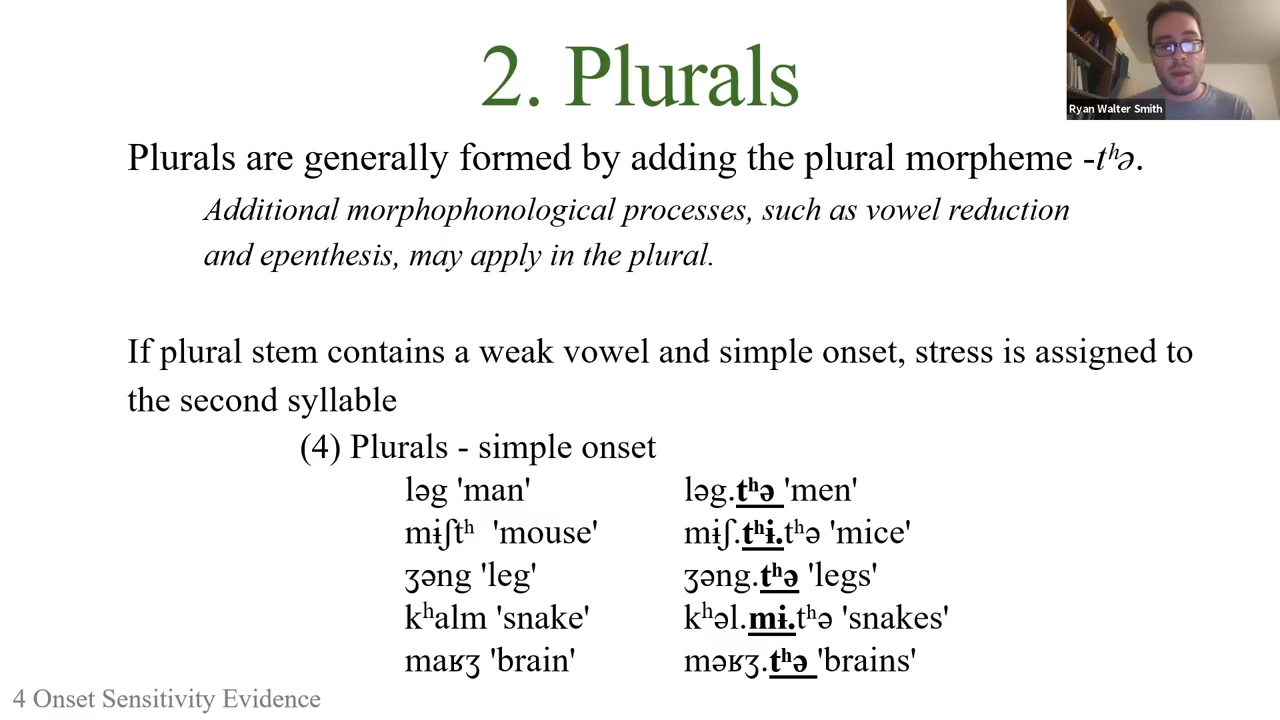 2. Plurals
Ryan Walter Smith
Plurals are generally formed by adding the plural morpheme -tʰə.
Additional morphophonological processes, such as vowel reduction
and epenthesis, may apply in the plural.
If plural stem contains a weak vowel and simple onset, stress is assigned to
the second syllable
(4) Plurals - simple onset
ləg 'man' ləg.tʰə 'men'
mɨʃtʰ 'mouse' mɨʃ.tʰɨ.tʰə 'mice'
ʒəng 'leg' ʒəng.tʰə 'legs'
kʰalm 'snake' kʰəl.mɨ.tʰə 'snakes'
maʁʒ 'brain' məʁʒ.tʰə 'brains'
4 Onset Sensitivity Evidence